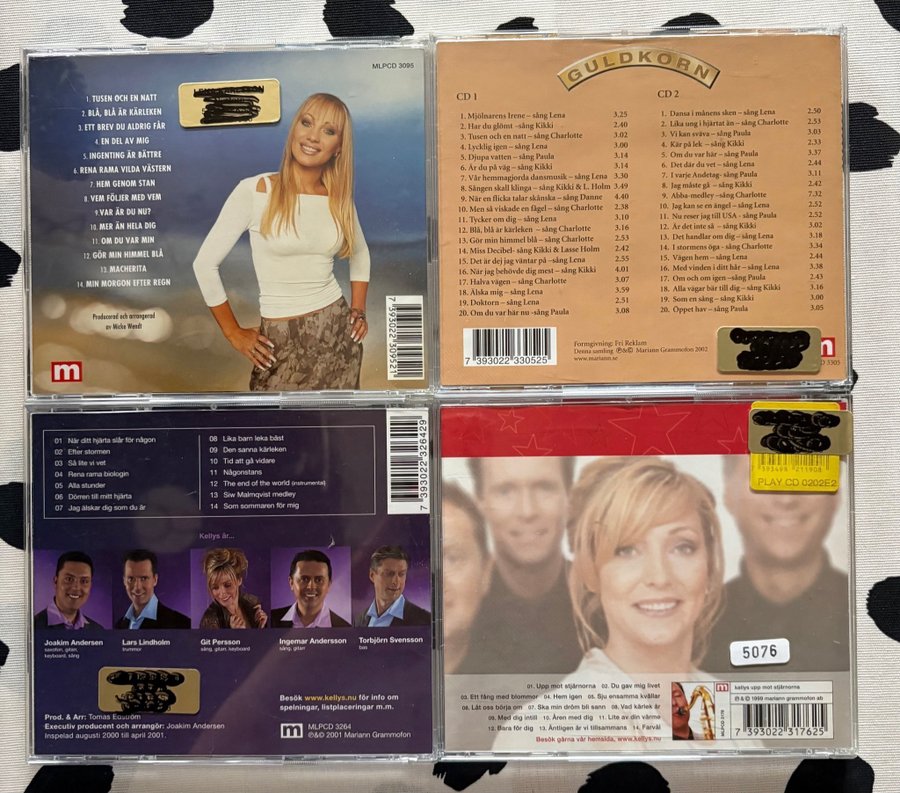 MLPCD 3095
1. TUSEN OCH EN NATT
2. BLÅ, BLÅ ÄR KÄRLEKEN
3. ETT BREV DU ALDRIG FÅR
4. EN DEL AV MIG
5. INGENTING ÄR BÄTTRE
6. RENA RAMA VILDA VÄSTERN
7. HEM GENOM STAN
8. VEM FÖLJER MED VEM
9. VAR ÄR DU NU?
10. MER ÄN HELA DIG
11. OM DU VAR MIN
12. GÖR MIN HIMMEL BLÅ
13. MACHERITA
14. MIN MORGON EFTER REGN
Producerad och arrangerad
av Micke Wendt
m
7 393022 309521
GULDKORN
CD 1
1. Mjölnarens Irene – sång Lena 3,25
2. Har du glömt – sång Kikki 2.40
3. Tusen och en natt – sång Charlotte 3.02
4. Lycklig igen – sång Lena 3.00
5. Djupa vatten – sång Paula 3,14
6. Är du på väg – sång Kikki 3.14
7. Vår hemmagjorda dansmusik – sång Lena 3.30
8. Sången skall klinga – sång Kikki & L. Holm 3.49
9. När en flicka talar skånska – sång Danne 4.40
10. Men så viskade en fågel – sång Charlotte 2.38
11. Tycker om dig – sång Lena 3.10
12. Blå, blå är kärleken – sång Charlotte 3.16
13. Gör min himmel blå – sång Charlotte 2.53
14. Miss Decibel- sång Kikki & Lasse Holm 2.42
15. Det är dej jag väntar på –sång Lena 2.55
16. När jag behövde dig mest – sång Kikki 4.01
17. Halva vägen – sång Charlotte 3.07
18. Älska mig – sång Lena 3.59
19. Doktorn – sång Lena 2.51
20. Om du var här nu -sång Paula 3.08
CD 2
1. Dansa i månens sken – sång Lena 2.50
2. Lika ung i hjärtat än – sång Charlotte 2.53
3. Vi kan sväva – sång Paula 3.03
4. Kär på lek – sång Kikki 2.33
5. Om du var här – sång Paula 3.37
6. Det där du vet – sång Lena 2.44
7. I varje Andetag- sång Paula 3.11
8. Jag måste gå – sång Kikki 2.42
9. Abba-medley –sång Charlotte 7.32
10. Jag kan se en ängel – sång Lena 2.52
11. Nu reser jag till USA - sång Paula 2.52
12. Är det inte så – sång Kikki 3.02
13. Det handlar om dig – sång Lena 3.18
14. I stormens öga - sång Charlotte 3.34
15. Vägen hem – sång Lena 2.44
16. Med vinden i ditt hår – sång Lena 3.38
17. Om och om igen –sång Paula 2.43
18. Alla vägar bär till dig – sång Kikki 3.16
19. Som en sång – sång Kikki 3.00
20. Öppet hav – sång Paula 3.05
7 393022 330525
Formgivning: Fri Reklam
Denna samling ℗&© Mariann Grammofon 2002
www.mariann.se
m
3305
01 När ditt hjärta slår för någon
02 Efter stormen
03 Så lite vi vet
04 Rena rama biologin
05 Alla stunder
06 Dörren till mitt hjärta
07 Jag älskar dig som du är
08 Lika barn leka bäst
09 Den sanna kärleken
10 Tid att gå vidare
11 Någonstans
12 The end of the world (instrumental)
13 Siw Malmqvist medley
14 Som sommaren för mig
7 393022 326429
Kellys är...
Joakim Andersen
saxofon, gitarr,
keyboard, sång
Lars Lindholm
trummor
Git Persson
sång, gitarr, keyboard
Ingemar Andersson
sång, gitarr
Torbjörn Svensson
bas
Prod. & Arr: Tomas Edström
Executiv producent och arrangör: Joakim Andersen
Inspelad augusti 2000 till april 2001.
Besök www.kellys.nu för info om
spelningar, listplaceringar m.m.
m
MLPCD 3264
℗&© 2001 Mariann Grammofon
PLAY CD 0202E2
5076
01. Upp mot stjärnorna 02. Du gav mig livet
03. Ett fång med blommor 04. Hem igen 05. Sju ensamma kvällar
06. Låt oss börja om 07. Ska min dröm bli sann 08. Vad kärlek är
09. Med dig intill 10. Ären med dig 11. Lite av din värme
12. Bara för dig 13. Äntligen är vi tillsammans 14. Farväl
Besök gärna vår hemsida, www.kellys.nu
m
kellys upp mot stjärnorna
℗ & © in 1999 mariann grammofon ab
MLPCD 3176
7 393022 317625